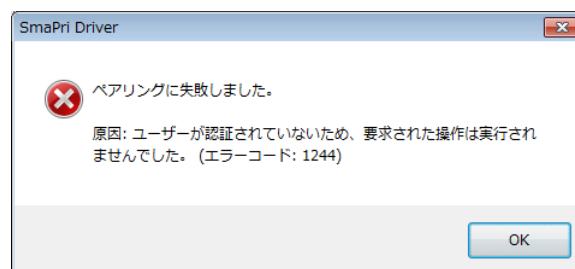 SmaPri Driver
ペアリングに失敗しました。
原因: ユーザーが認証されていないため、要求された操作は実行され
ませんでした。 (エラーコード: 1244)
OK